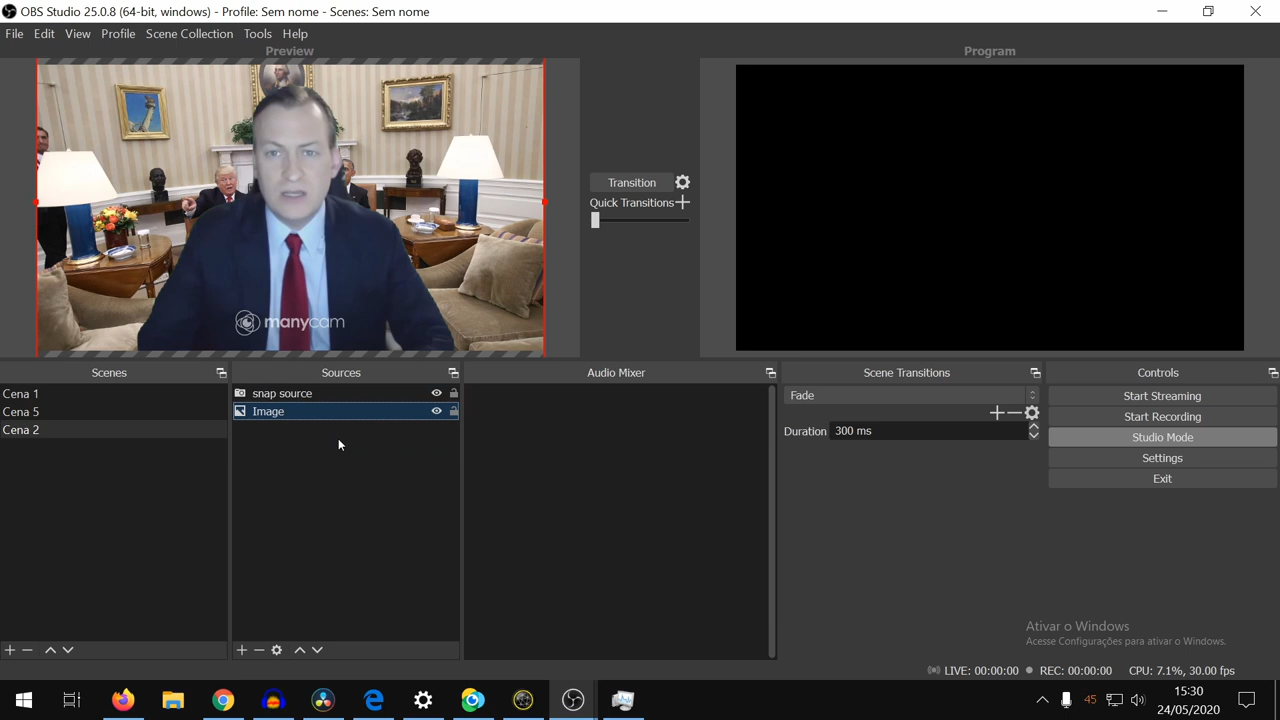 OBS Studio 25.0.8 (64-bit, windows) - Profile: Sem nome - Scenes: Sem nome
File Edit View Profile Scene Collection Tools Help
Preview
Program
manycam
Transition
Quick Transitions
Scenes
Cena 1
Cena 5
Cena 2
Sources
snap source
Image
Audio Mixer
Scene Transitions
Fade
Duration 300 ms
Controls
Start Streaming
Start Recording
Studio Mode
Settings
Exit
Ativar o Windows
Acesse Configurações para ativar o Windows.
LIVE: 00:00:00 REC: 00:00:00 CPU: 7.1%, 30.00 fps
45
15:30
24/05/2020